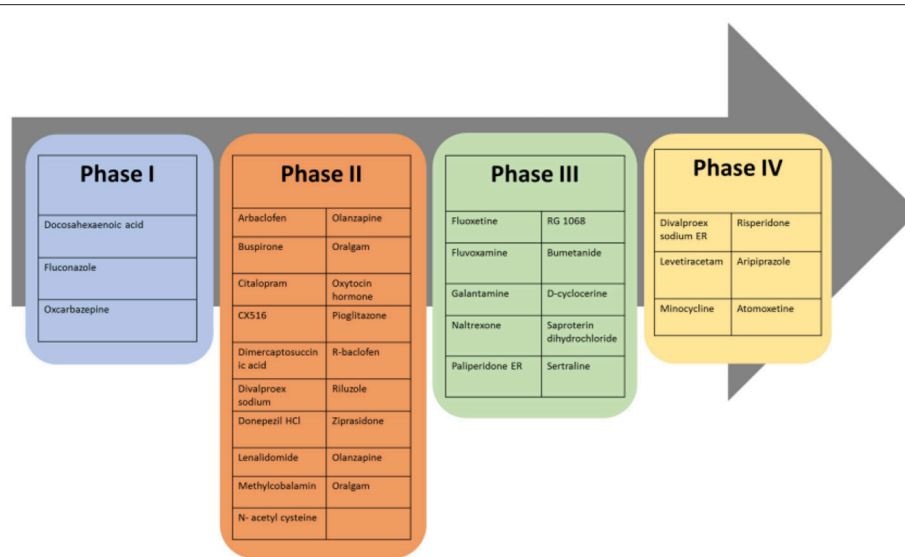 Phase I
Docosahexaenoic acid
Fluconazole
Oxcarbazepine
Phase II
Arbaclofen
Olanzapine
Buspirone
Oralgam
Citalopram
Oxytocin
hormone
CX516
Pioglitazone
Dimercaptosuccin
ic acid
R-baclofen
Divalproex
sodium
Riluzole
Donepezil HCl
Ziprasidone
Lenalidomide
Olanzapine
Methylcobalamin
Oralgam
N- acetyl cysteine
Phase III
Fluoxetine
RG 1068
Fluvoxamine
Bumetanide
Galantamine
D-cyclocerine
Naltrexone
Saproterin
dihydrochloride
Paliperidone ER
Sertraline
Phase IV
Divalproex
sodium ER
Risperidone
Levetiracetam
Aripiprazole
Minocycline
Atomoxetine